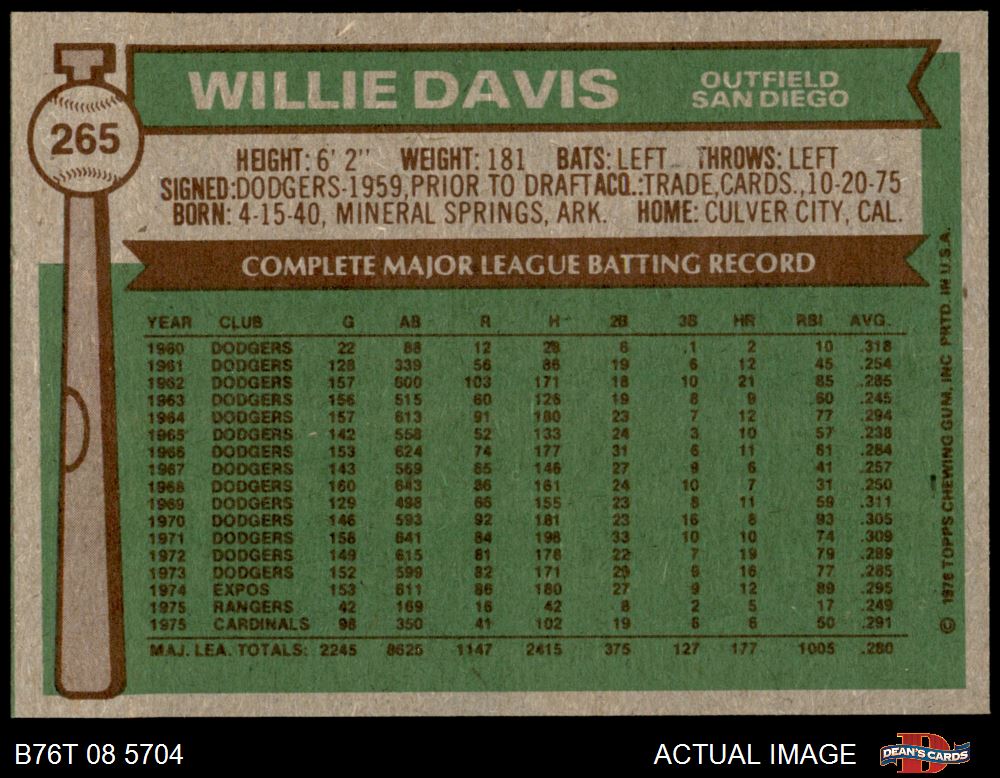 WILLIE DAVIS
OUTFIELD
SAN DIEGO
265
HEIGHT: 6' 2" WEIGHT: 181 BATS: LEFT THROWS: LEFT
SIGNED: DODGERS-1959, PRIOR TO DRAFT ACQ.: TRADE, CARDS., 10-20-75
BORN: 4-15-40, MINERAL SPRINGS, ARK. HOME: CULVER CITY, CAL.
COMPLETE MAJOR LEAGUE BATTING RECORD
YEAR CLUB G AB R H 2B 3B HR RBI AVG.
1960 DODGERS 22 88 12 28 6 1 2 10 .318
1961 DODGERS 128 339 56 86 19 6 12 45 .254
1962 DODGERS 157 600 103 171 18 10 21 85 .285
1963 DODGERS 156 515 60 126 19 8 9 60 .245
1964 DODGERS 157 613 91 180 23 7 12 77 .294
1965 DODGERS 142 558 52 133 24 3 10 57 .238
1966 DODGERS 153 624 74 177 31 6 11 61 .284
1967 DODGERS 143 569 65 146 27 9 6 41 .257
1968 DODGERS 160 643 86 161 24 10 7 31 .250
1969 DODGERS 129 498 66 155 23 8 11 59 .311
1970 DODGERS 146 593 92 181 23 16 8 93 .305
1971 DODGERS 158 641 84 198 33 10 10 74 .309
1972 DODGERS 149 615 81 178 22 7 19 79 .289
1973 DODGERS 152 599 82 171 29 9 16 77 .285
1974 EXPOS 153 611 86 180 27 9 12 89 .295
1975 RANGERS 42 169 16 42 8 2 5 17 .249
1975 CARDINALS 98 350 41 102 19 6 6 50 .291
MAJ. LEA. TOTALS: 2245 8625 1147 2415 375 127 177 1005 .280
© 1976 TOPPS CHEWING GUM, INC PRTD. IN U.S.A.
B76T 08 5704
ACTUAL IMAGE
DEAN'S CARDS